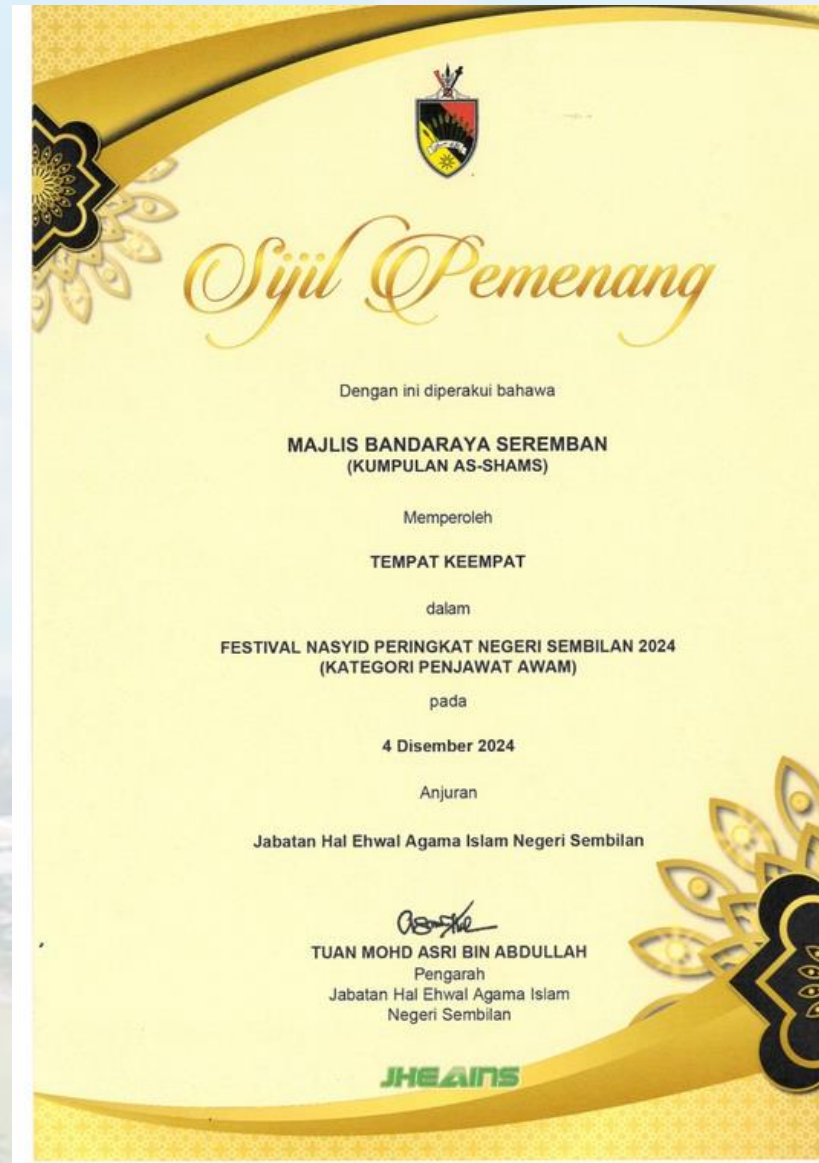 Sijil Pemenang
Dengan ini diperakui bahawa
MAJLIS BANDARAYA SEREMBAN
(KUMPULAN AS-SHAMS)
Memperoleh
TEMPAT KEEMPAT
dalam
FESTIVAL NASYID PERINGKAT NEGERI SEMBILAN 2024
(KATEGORI PENJAWAT AWAM)
pada
4 Disember 2024
Anjuran
Jabatan Hal Ehwal Agama Islam Negeri Sembilan
TUAN MOHD ASRI BIN ABDULLAH
Pengarah
Jabatan Hal Ehwal Agama Islam
Negeri Sembilan
JHEAINS